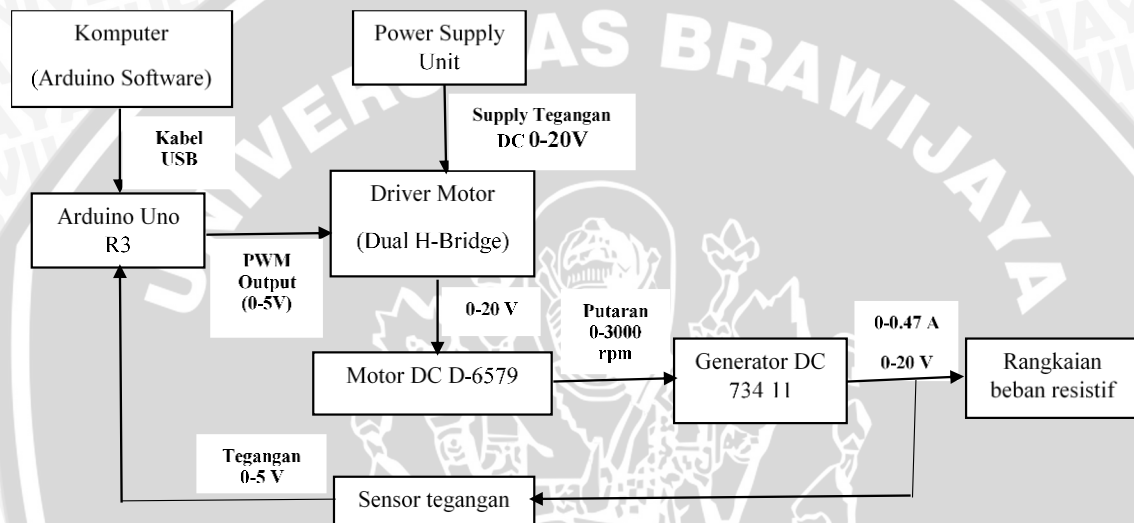 UNIVERSITAS BRAWIJAYA
Komputer
(Arduino Software)
Power Supply
Unit
Kabel
USB
Supply Tegangan
DC 0-20V
Arduino Uno
R3
PWM
Output
(0-5V)
Driver Motor
(Dual H-Bridge)
0-20 V
Putaran
0-3000
rpm
0-0.47 A
0-20 V
Motor DC D-6579
Generator DC
734 11
Rangkaian
beban resistif
Tegangan
0-5 V
Sensor tegangan